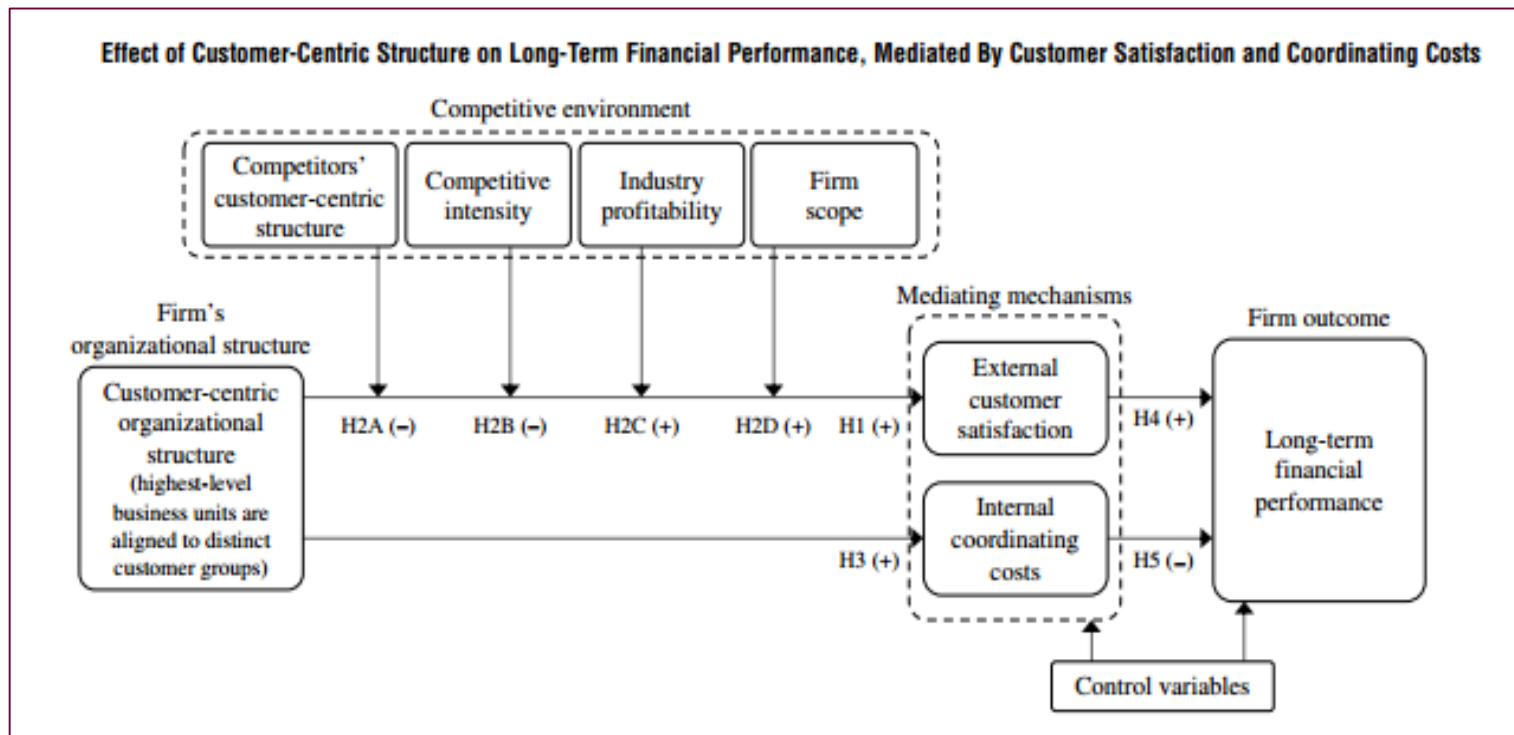 Effect of Customer-Centric Structure on Long-Term Financial Performance, Mediated By Customer Satisfaction and Coordinating Costs
Competitive environment
Competitors’
customer-centric
structure
Competitive
intensity
Industry
profitability
Firm
scope
Firm’s
organizational structure
Customer-centric
organizational
structure
(highest-level
business units are
aligned to distinct
customer groups)
H2A (–)
H2B (–)
H2C (+)
H2D (+)
H1 (+)
H3 (+)
Mediating mechanisms
External
customer
satisfaction
Internal
coordinating
costs
H4 (+)
H5 (–)
Firm outcome
Long-term
financial
performance
Control variables